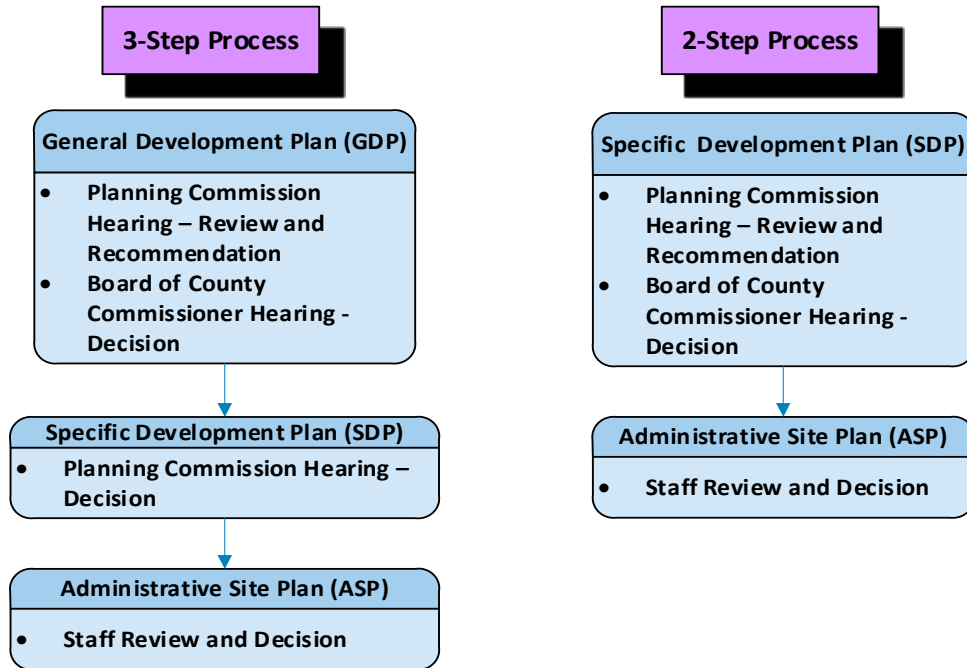 3-Step Process
General Development Plan (GDP)
• Planning Commission
Hearing – Review and
Recommendation
• Board of County
Commissioner Hearing -
Decision
Specific Development Plan (SDP)
• Planning Commission Hearing –
Decision
Administrative Site Plan (ASP)
• Staff Review and Decision
2-Step Process
Specific Development Plan (SDP)
• Planning Commission
Hearing – Review and
Recommendation
• Board of County
Commissioner Hearing -
Decision
Administrative Site Plan (ASP)
• Staff Review and Decision